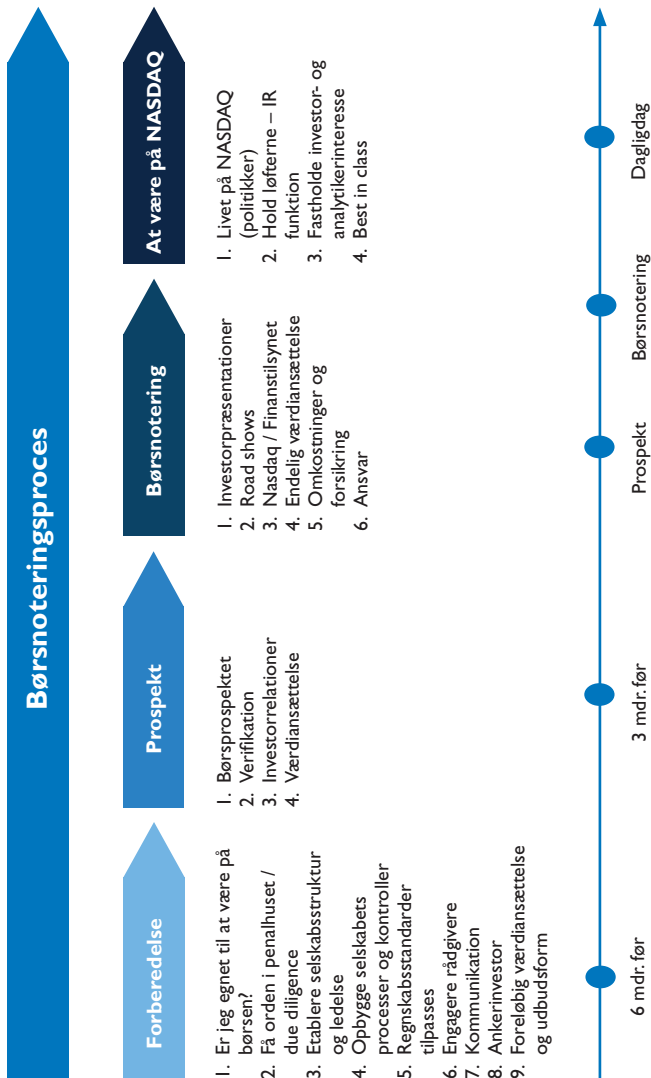 Børsnoteringsproces
Forberedelse
1. Er jeg egnet til at være på
børsen?
2. Få orden i penalhuset /
due diligence
3. Etablere selskabsstruktur
og ledelse
4. Opbygge selskabets
processer og kontroller
5. Regnskabsstandarder
tilpasses
6. Engagere rådgivere
7. Kommunikation
8. Ankerinvestor
9. Foreløbig værdiansættelse
og udbudsform
Prospekt
1. Børsprospektet
2. Verifikation
3. Investorrelationer
4. Værdiansættelse
Børsnotering
1. Investorpræsentationer
2. Road shows
3. Nasdaq / Finanstilsynet
4. Endelig værdiansættelse
5. Omkostninger og
forsikring
6. Ansvar
At være på NASDAQ
1. Livet på NASDAQ
(politikker)
2. Hold løfterne – IR
funktion
3. Fastholde investor- og
analytikerinteresse
4. Best in class
6 mdr. før
3 mdr. før
Prospekt
Børsnotering
Dagligdag